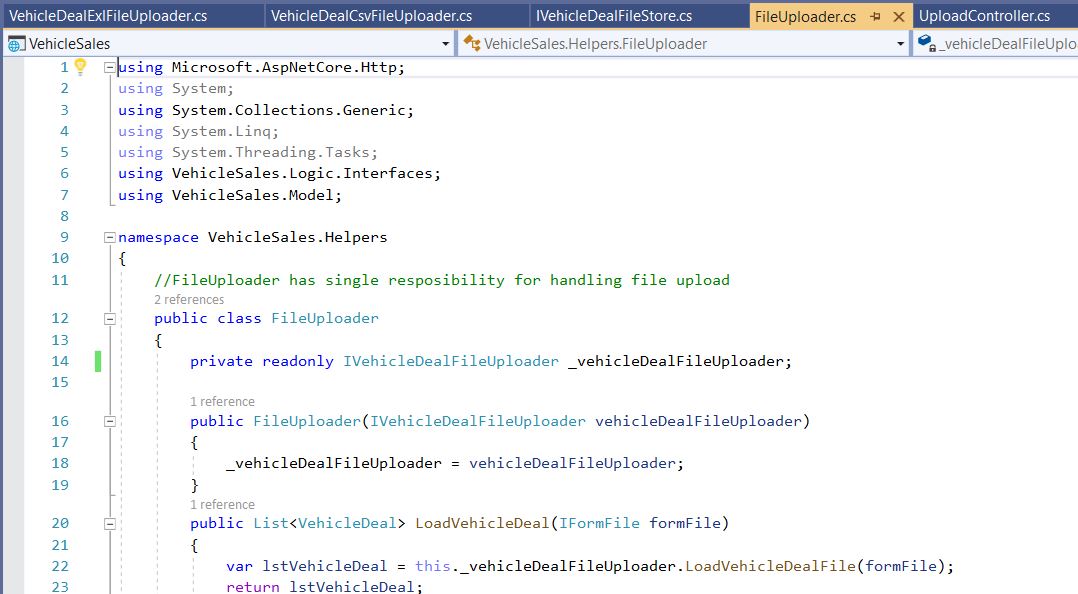 VehicleDealExlFileUploader.cs VehicleDealCsvFileUploader.cs IVehicleDealFileStore.cs FileUploader.cs UploadController.cs
VehicleSales VehicleSales.Helpers.FileUploader _vehicleDealFileUplo
1 using Microsoft.AspNetCore.Http;
2 using System;
3 using System.Collections.Generic;
4 using System.Linq;
5 using System.Threading.Tasks;
6 using VehicleSales.Logic.Interfaces;
7 using VehicleSales.Model;
8
9 namespace VehicleSales.Helpers
10 {
11 //FileUploader has single resposibility for handling file upload
2 references
12 public class FileUploader
13 {
14 private readonly IVehicleDealFileUploader _vehicleDealFileUploader;
15
1 reference
16 public FileUploader(IVehicleDealFileUploader vehicleDealFileUploader)
17 {
18 _vehicleDealFileUploader = vehicleDealFileUploader;
19 }
1 reference
20 public List<VehicleDeal> LoadVehicleDeal(IFormFile formFile)
21 {
22 var lstVehicleDeal = this._vehicleDealFileUploader.LoadVehicleDealFile(formFile);
23 return lstVehicleDeal;